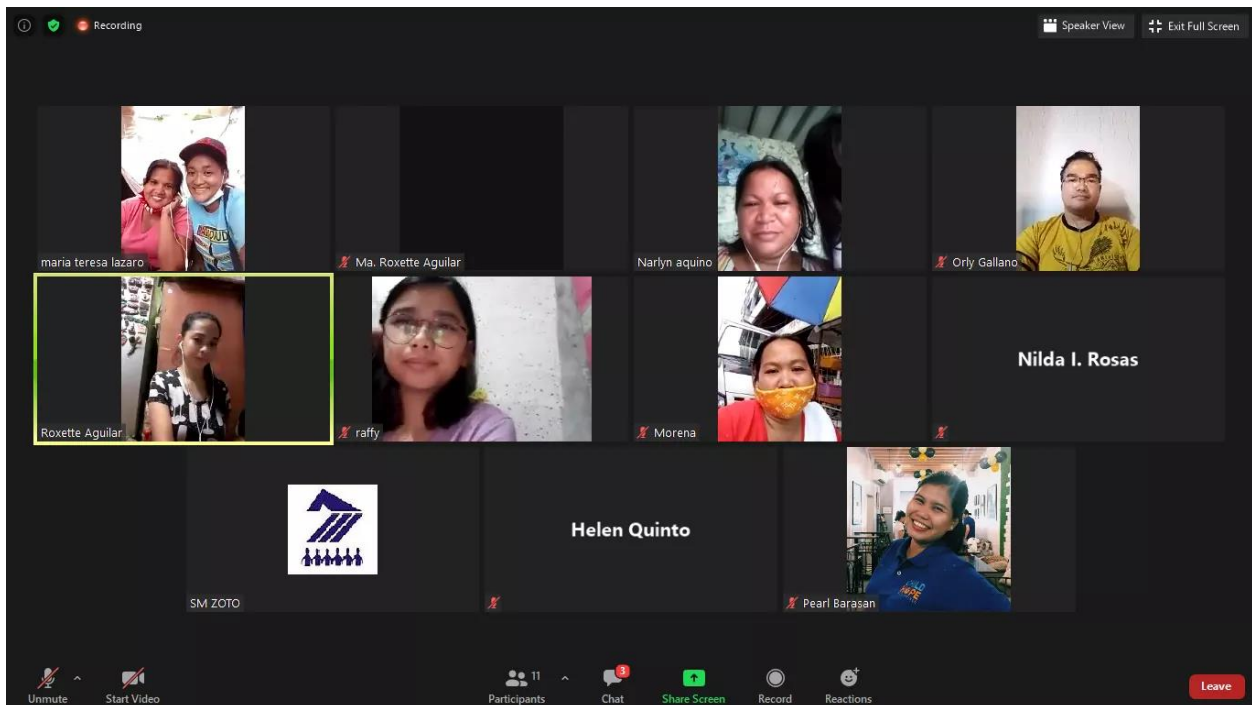 Recording
Speaker View
Exit Full Screen
maria teresa lazaro
Ma. Roxette Aguilar
Narlyn aquino
Orly Gallano
Roxette Aguilar
raffy
Morena
Nilda I. Rosas
SM ZOTO
Helen Quinto
CHILD
HOPE
Pearl Barasan
Unmute
Start Video
11
Participants
3
Chat
Share Screen
Record
Reactions
Leave